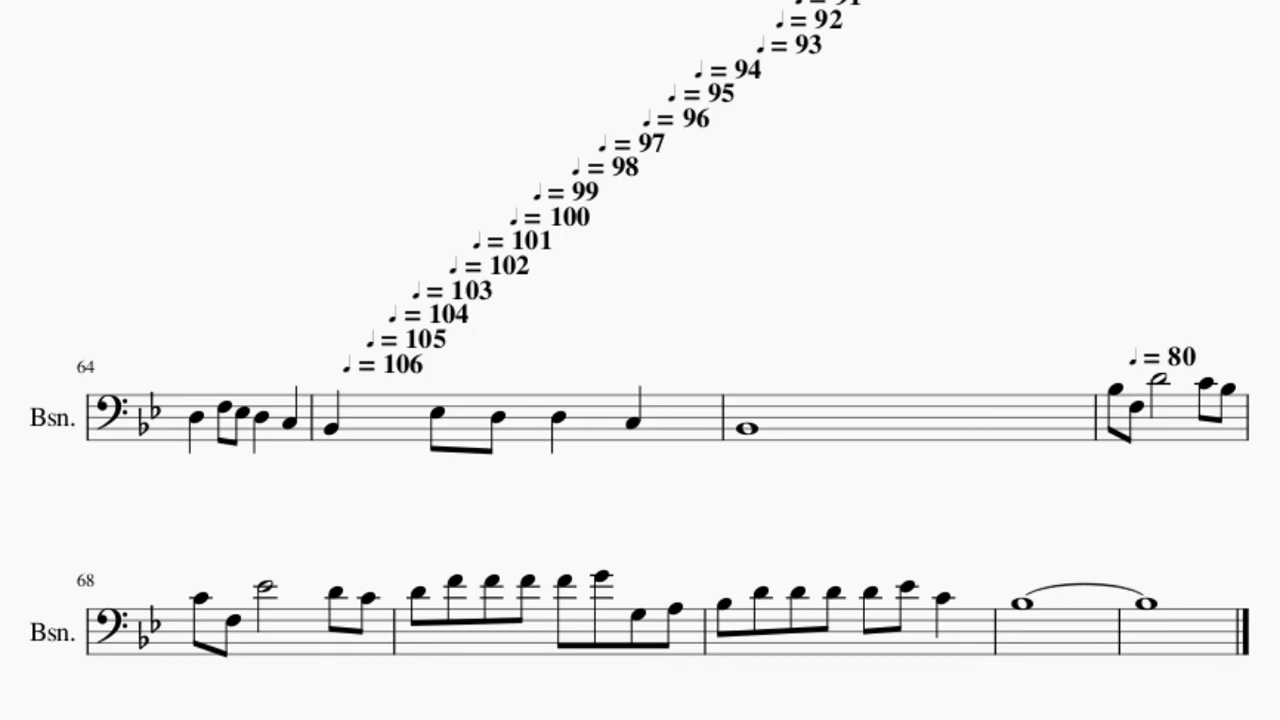 ♩ = 92
♩ = 93
♩ = 94
♩ = 95
♩ = 96
♩ = 97
♩ = 98
♩ = 99
♩ = 100
♩ = 101
♩ = 102
♩ = 103
♩ = 104
♩ = 105
♩ = 106
64
♩ = 80
Bsn.
68
Bsn.